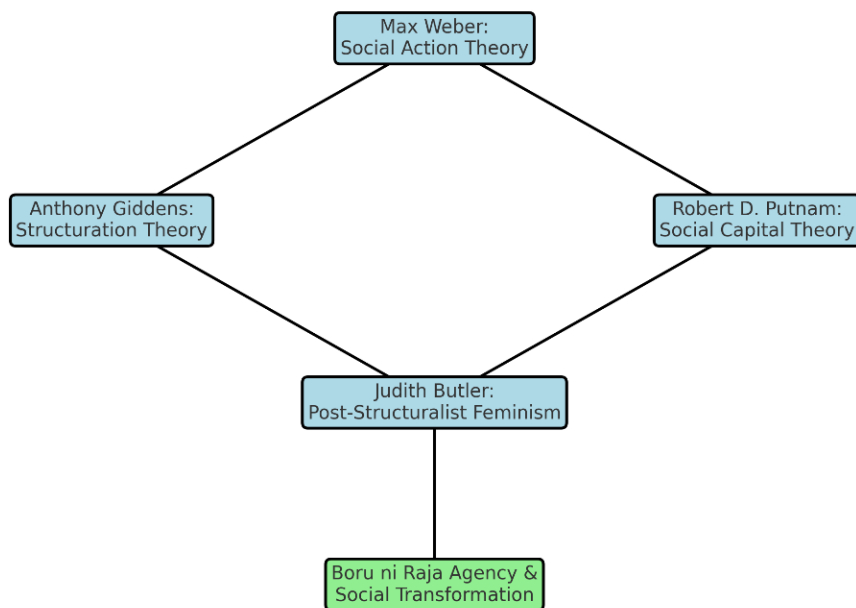 Max Weber:
Social Action Theory
Anthony Giddens:
Structuration Theory
Robert D. Putnam:
Social Capital Theory
Judith Butler:
Post-Structuralist Feminism
Boru ni Raja Agency &
Social Transformation